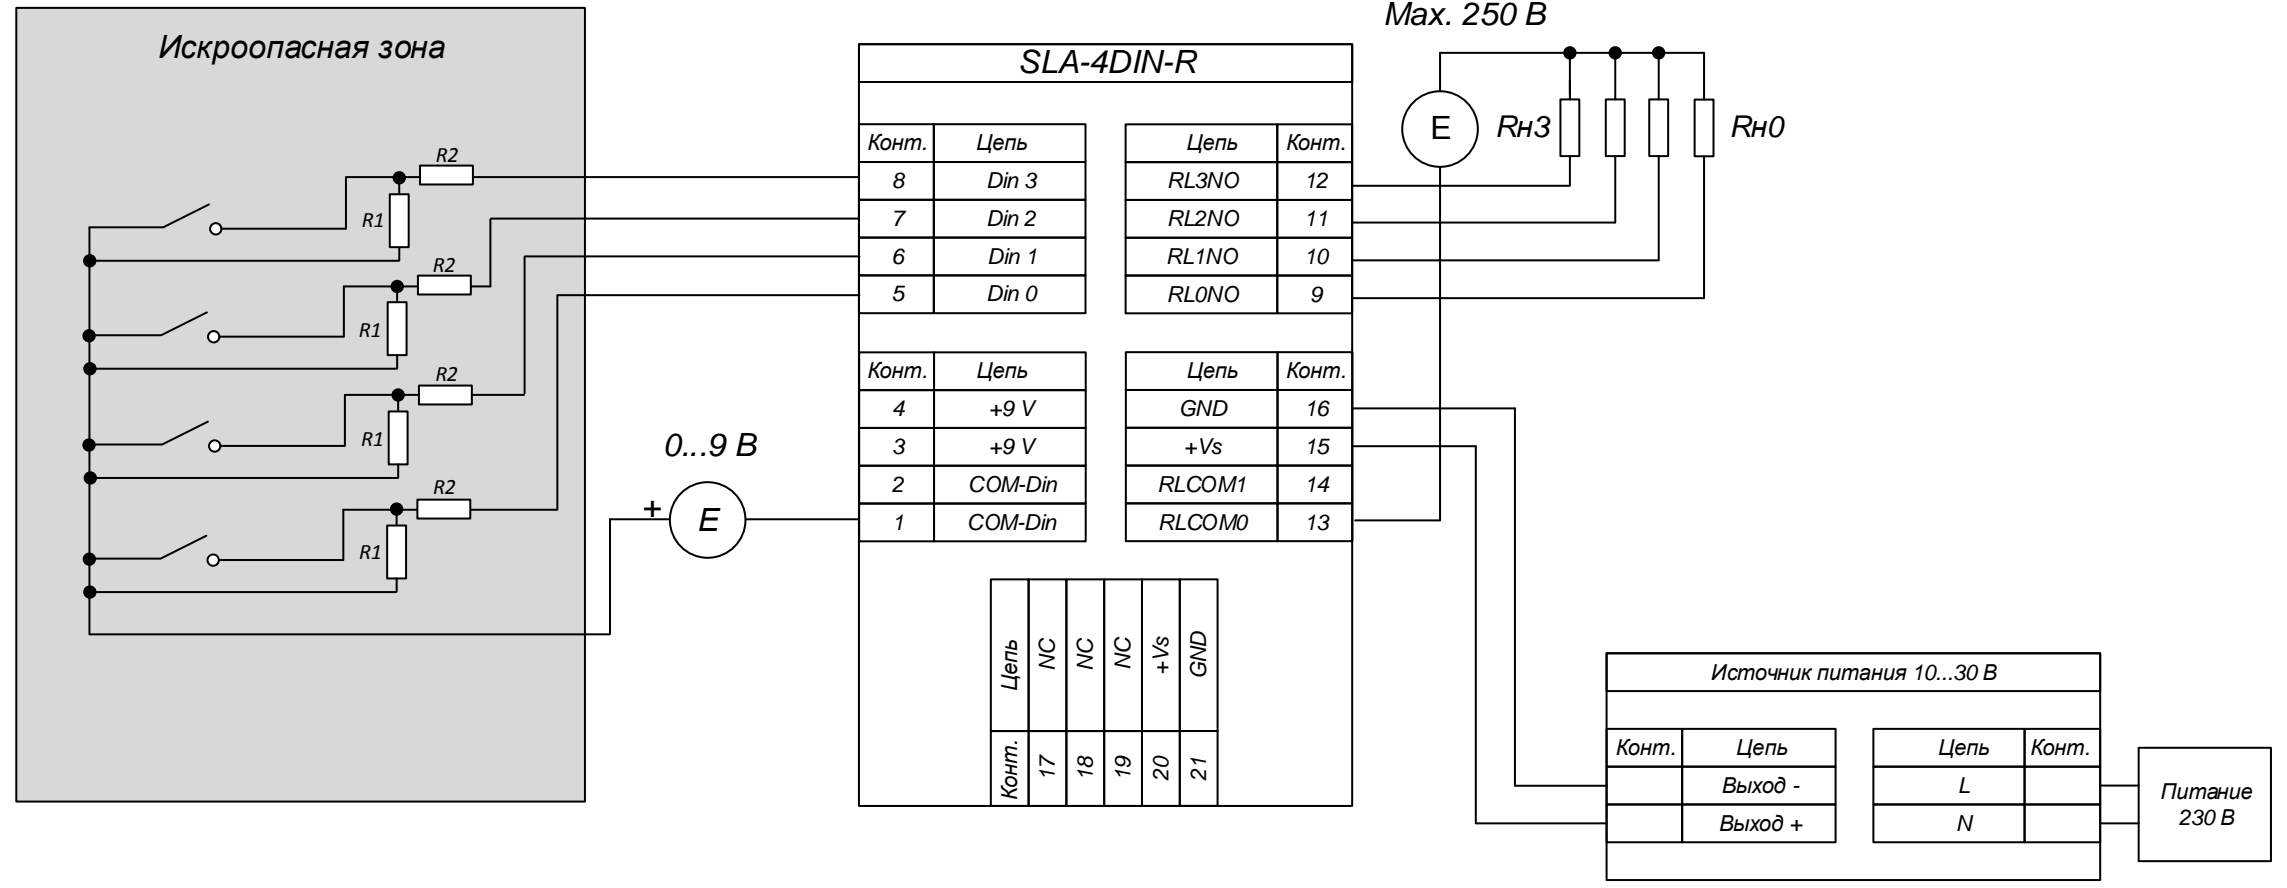 Max. 250 В
Искроопасная зона
SLA-4DIN-R
R2
R1
R2
R1
R2
R1
R2
R1
0...9 В
+
E
Конт. Цепь
8 Din 3
7 Din 2
6 Din 1
5 Din 0
Цепь Конт.
RL3NO 12
RL2NO 11
RL1NO 10
RL0NO 9
Конт. Цепь
4 +9 V
3 +9 V
2 COM-Din
1 COM-Din
Цепь Конт.
GND 16
+Vs 15
RLCOM1 14
RLCOM0 13
Цепь NC NC NC +Vs GND
Конт. 17 18 19 20 21
E
Rн3
Rн0
Источник питания 10...30 В
Конт. Цепь
Выход -
Выход +
Цепь Конт.
L
N
Питание
230 В